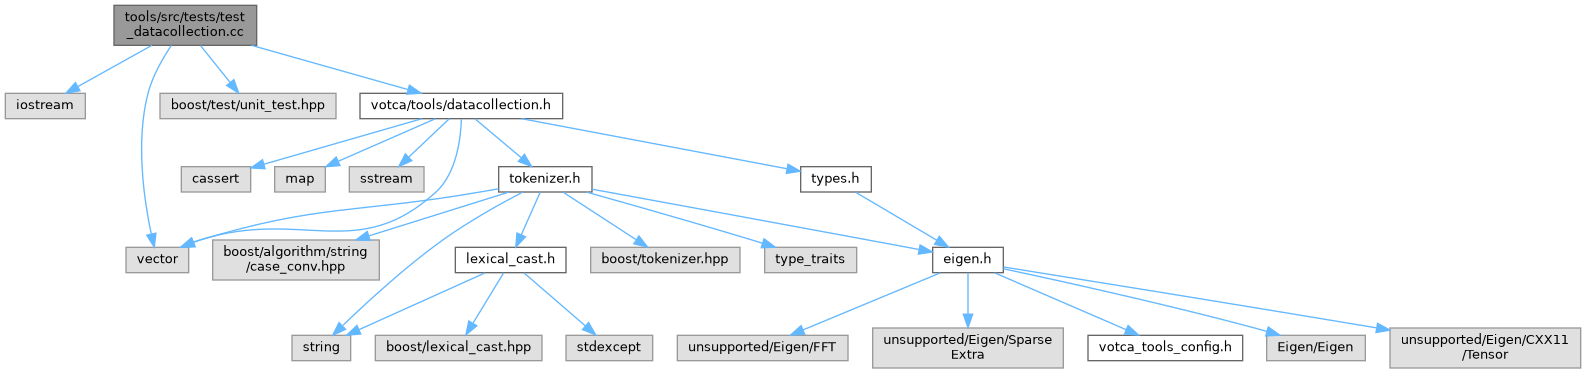 tools/src/tests/test
_datacollection.cc
iostream
boost/test/unit_test.hpp
votca/tools/datacollection.h
cassert
map
sstream
tokenizer.h
types.h
vector
boost/algorithm/string
/case_conv.hpp
lexical_cast.h
boost/tokenizer.hpp
type_traits
eigen.h
string
boost/lexical_cast.hpp
stdexcept
unsupported/Eigen/FFT
unsupported/Eigen/Sparse
Extra
votca_tools_config.h
Eigen/Eigen
unsupported/Eigen/CXX11
/Tensor